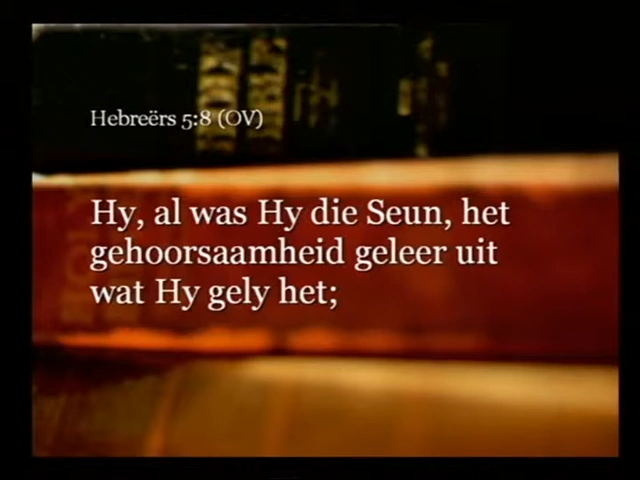 Hebreërs 5:8 (OV)
Hy, al was Hy die Seun, het
gehoorsaamheid geleer uit
wat Hy gely het;